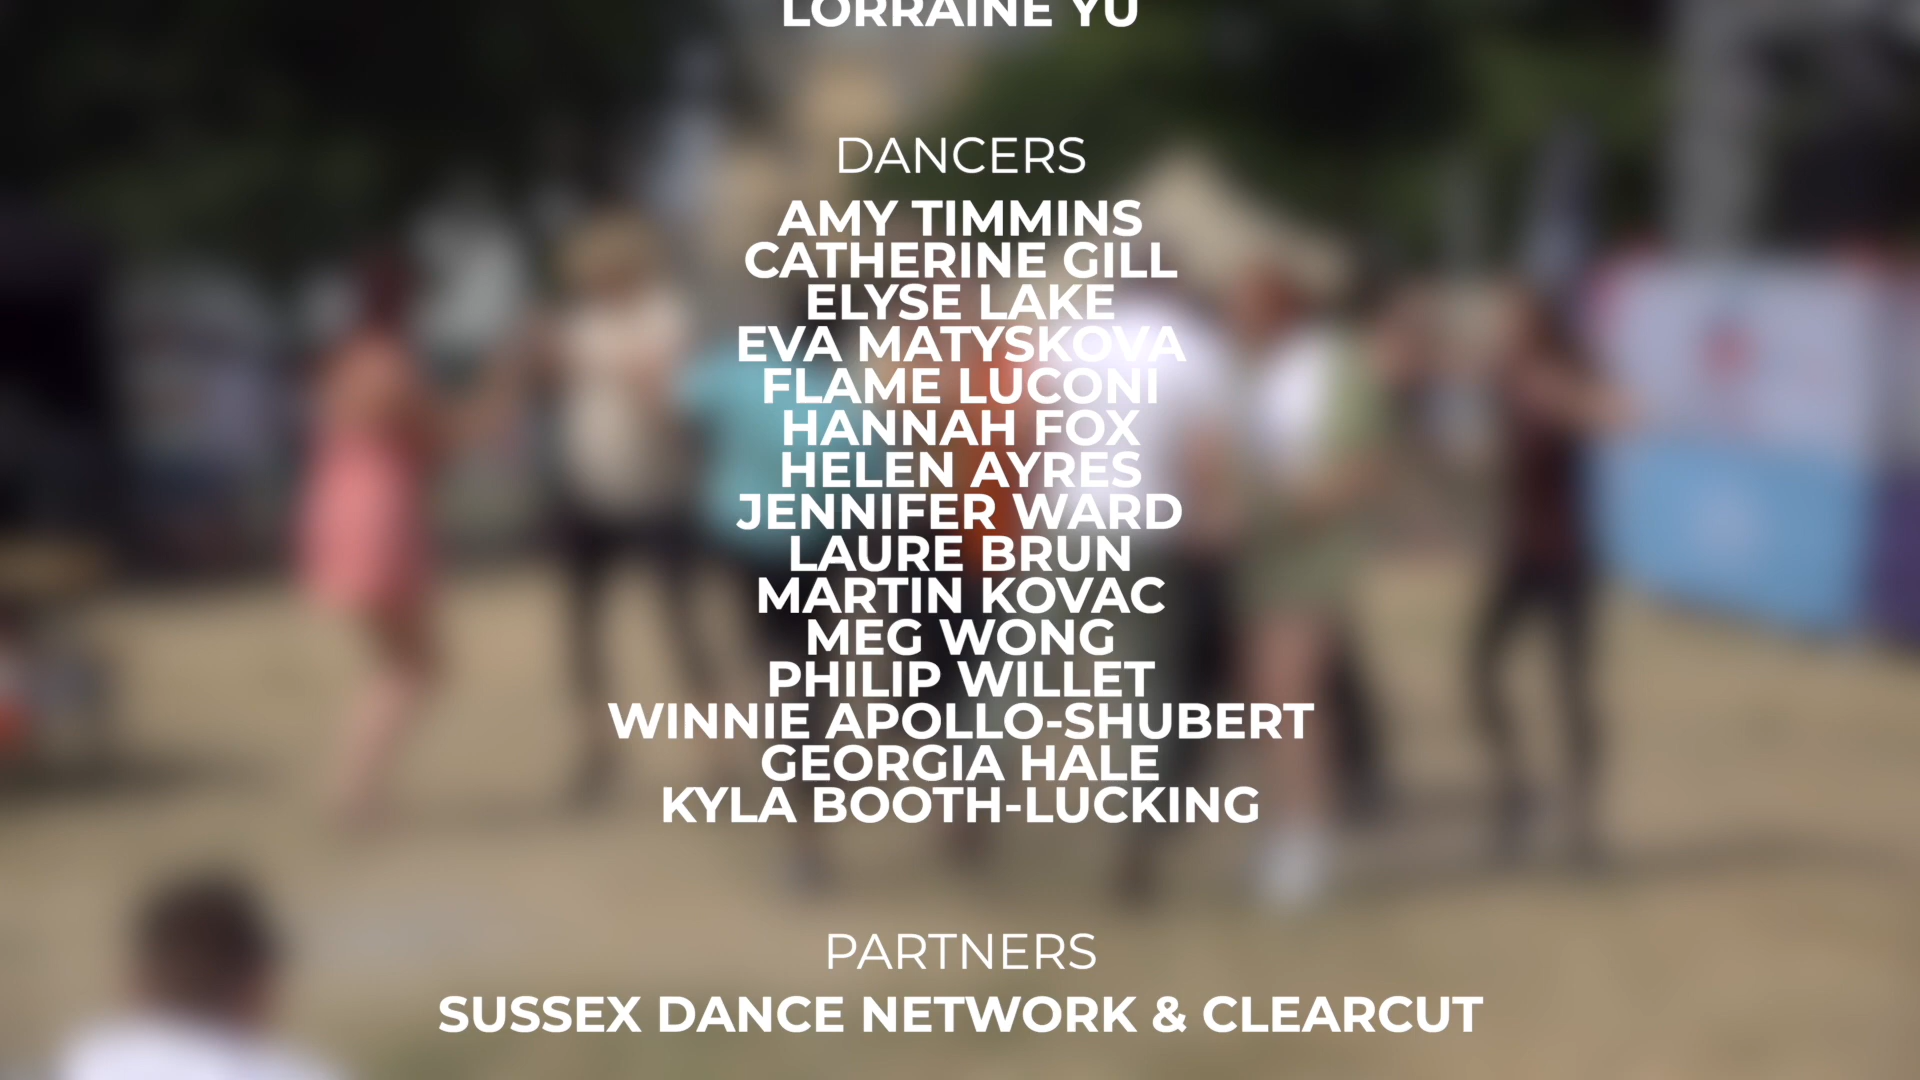 LORRAINE YU
DANCERS
AMY TIMMINS
CATHERINE GILL
ELYSE LAKE
EVA MATYSKOVA
FLAME LUCONI
HANNAH FOX
HELEN AYRES
JENNIFER WARD
LAURE BRUN
MARTIN KOVAC
MEG WONG
PHILIP WILLET
WINNIE APOLLO-SHUBERT
GEORGIA HALE
KYLA BOOTH-LUCKING
PARTNERS
SUSSEX DANCE NETWORK & CLEARCUT